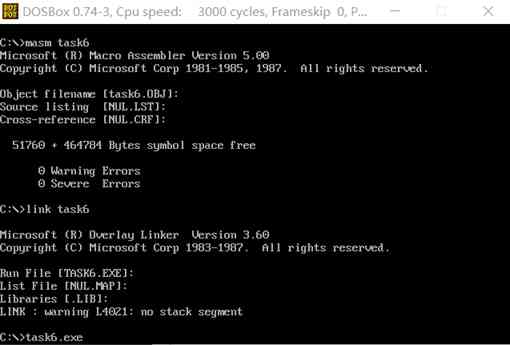 DOSBox 0.74-3, Cpu speed:    3000 cycles, Frameskip  0, P...
C:\>masm task6
Microsoft (R) Macro Assembler Version 5.00
Copyright (C) Microsoft Corp 1981-1985, 1987.  All rights reserved.
Object filename [task6.OBJ]:
Source listing  [NUL.LST]:
Cross-reference [NUL.CRF]:
  51760 + 464784 Bytes symbol space free
      0 Warning Errors
      0 Severe  Errors
C:\>link task6
Microsoft (R) Overlay Linker  Version 3.60
Copyright (C) Microsoft Corp 1983-1987.  All rights reserved.
Run File [TASK6.EXE]:
List File [NUL.MAP]:
Libraries [.LIB]:
LINK : warning L4021: no stack segment
C:\>task6.exe